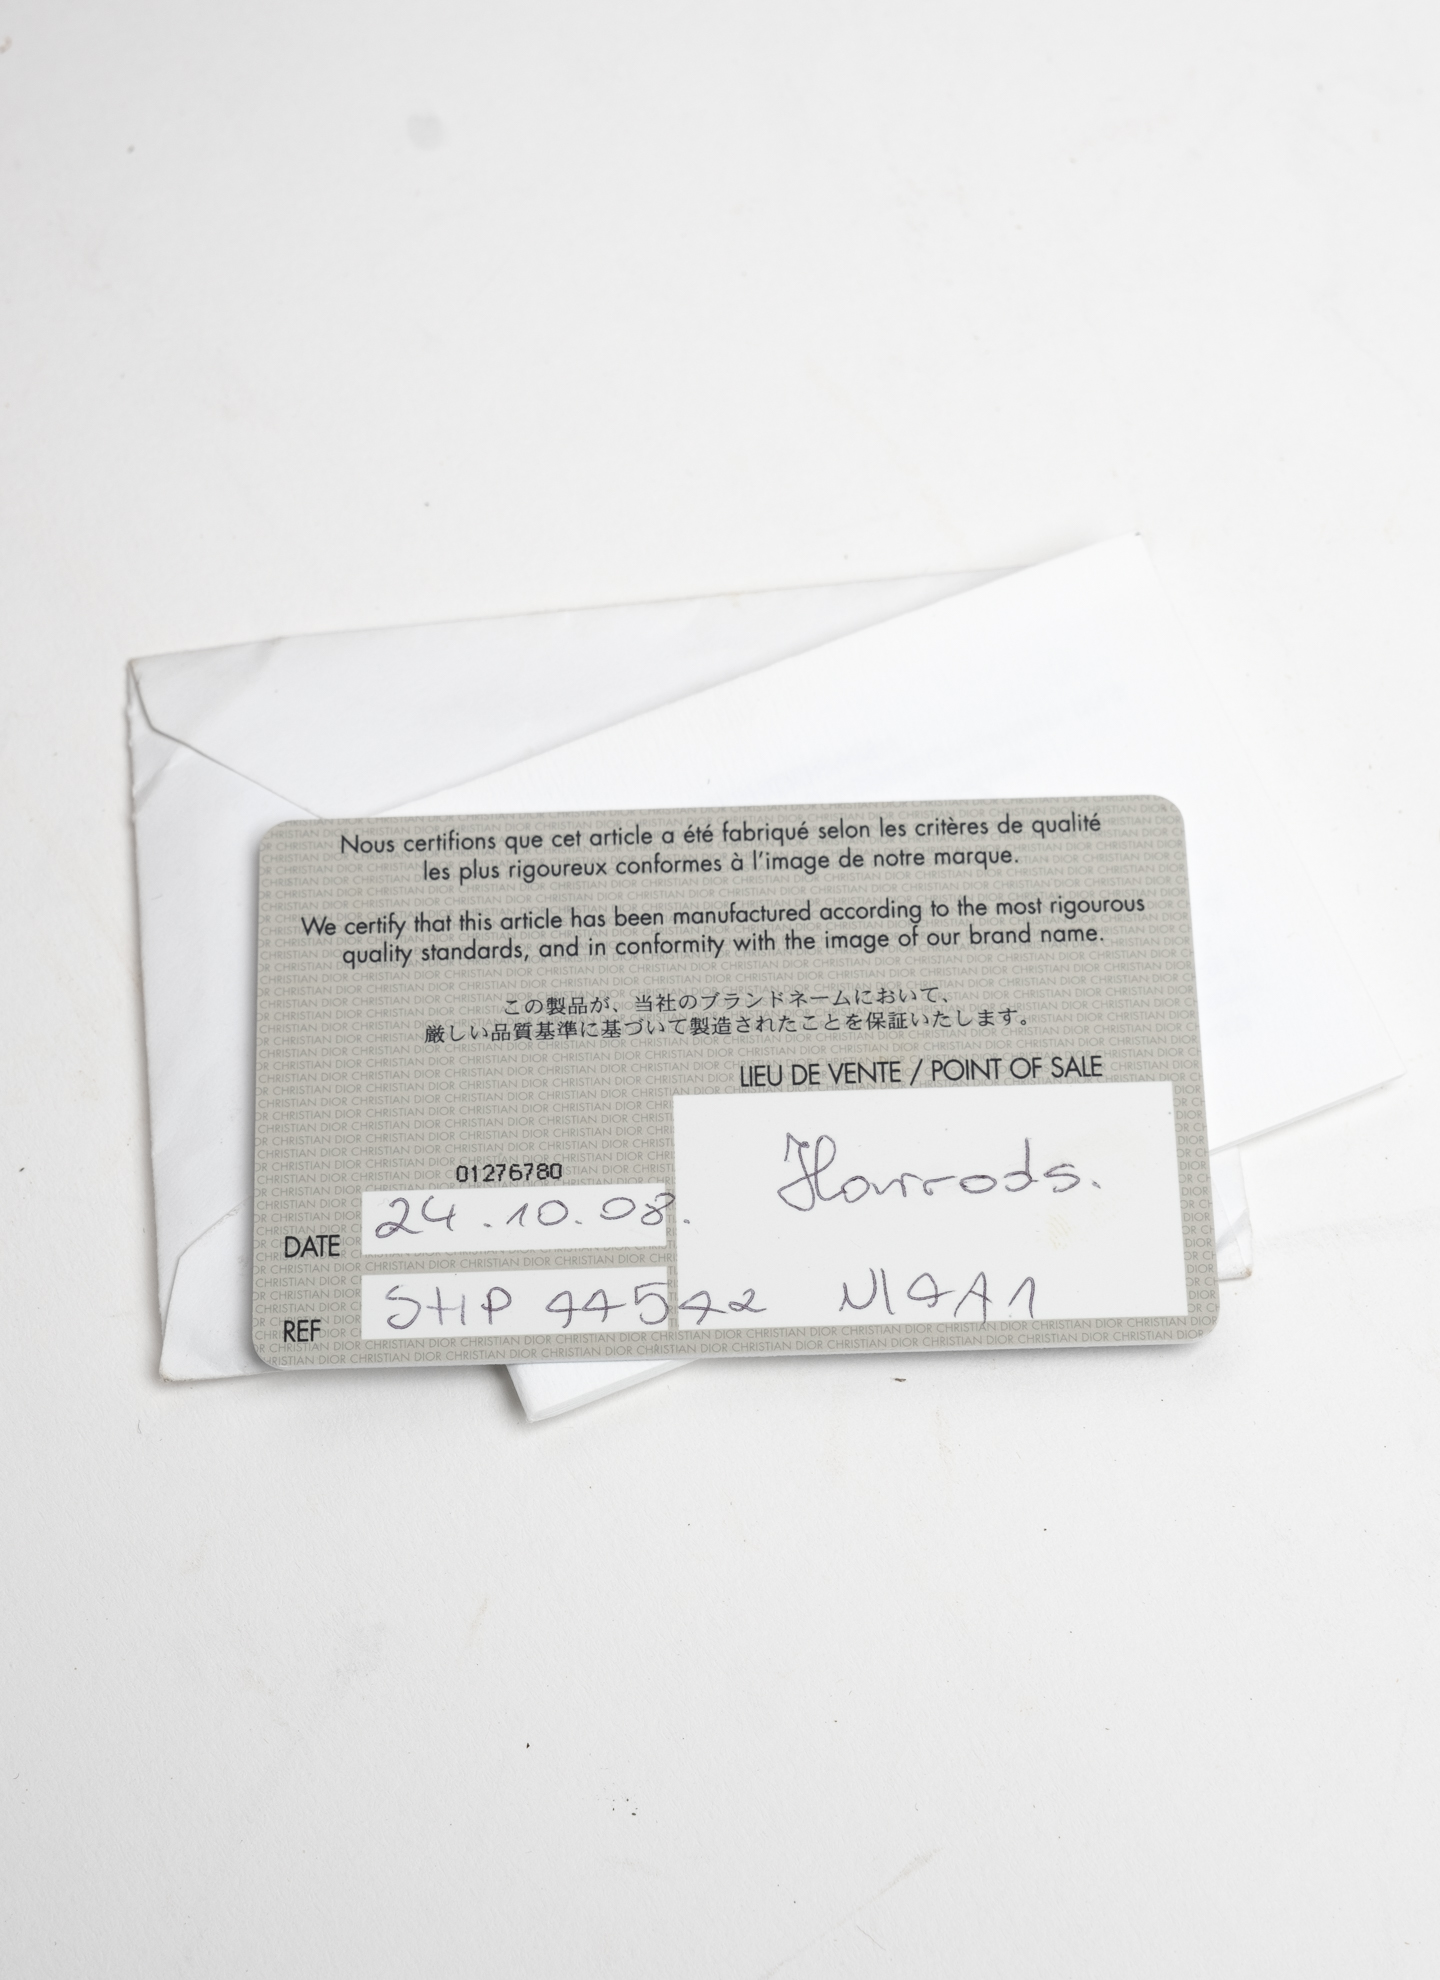 Nous certifions que cet article a été fabriqué selon les critères de qualité
les plus rigoureux conformes à l'image de notre marque.
We certify that this article has been manufactured according to the most rigourous
quality standards, and in conformity with the image of our brand name.
この製品が、当社のブランドネームにおいて、
厳しい品質基準に基づいて製造されたことを保証いたします。
LIEU DE VENTE / POINT OF SALE
Harrods.
01276780
DATE 24.10.08.
REF SHP 44542